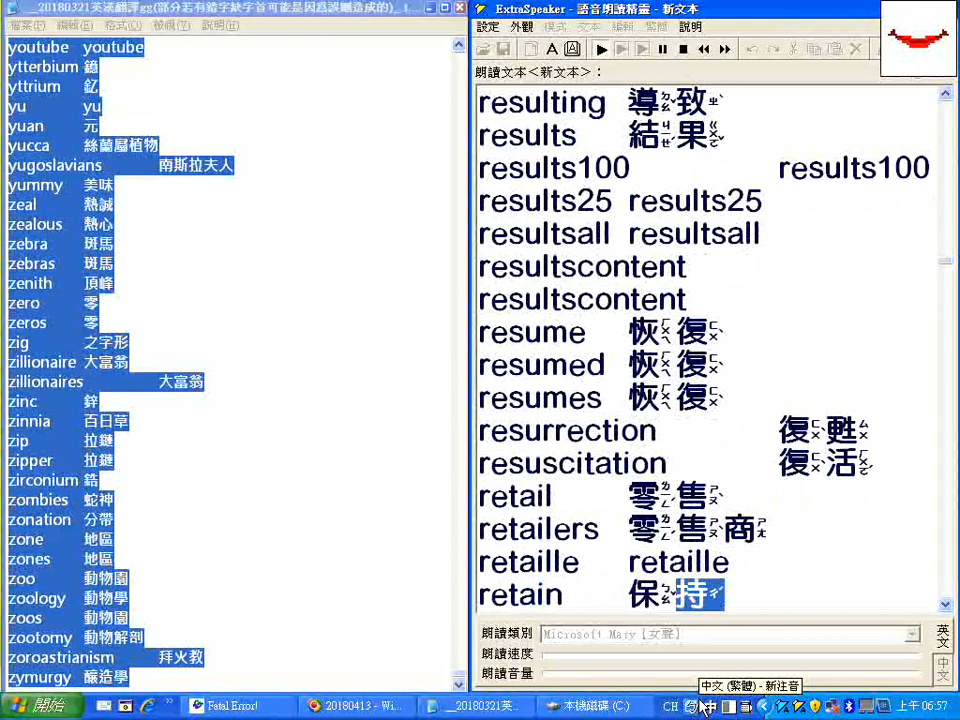 __20180321英漢翻譯gg(部分若有錯字缺字首可能是因為誤刪造成的)_
檔案(F) 編輯(E) 格式(O) 檢視(V) 說明(H)
youtube youtube
ytterbium 鐿
yttrium 釔
yu yu
yuan 元
yucca 絲蘭屬植物
yugoslavians 南斯拉夫人
yummy 美味
zeal 熱誠
zealous 熱心
zebra 斑馬
zebras 斑馬
zenith 頂峰
zero 零
zeros 零
zig 之字形
zillionaire 大富翁
zillionaires 大富翁
zinc 鋅
zinnia 百日草
zip 拉鏈
zipper 拉鏈
zirconium 鋯
zombies 蛇神
zonation 分帶
zone 地區
zones 地區
zoo 動物園
zoology 動物學
zoos 動物園
zootomy 動物解剖
zoroastrianism 拜火教
zymurgy 釀造學
ExtraSpeaker - 語音朗讀精靈 - 新文本
設定 外觀 模式 文本 編輯 繁簡 說明
朗讀文本<新文本>：
resulting 導致
results 結果
results100 results100
results25 results25
resultsall resultsall
resultscontent
resultscontent
resume 恢復
resumed 恢復
resumes 恢復
resurrection 復甦
resuscitation 復活
retail 零售
retailers 零售商
retaille retaille
retain 保持
朗讀類別 Microsoft Mary【女聲】
朗讀速度
朗讀音量
英文
中文
中文 (繁體) - 新注音
開始 Fatal Error! 20180413 - Wi... __20180321英... 本機磁碟 (C:) CH 上午 06:57